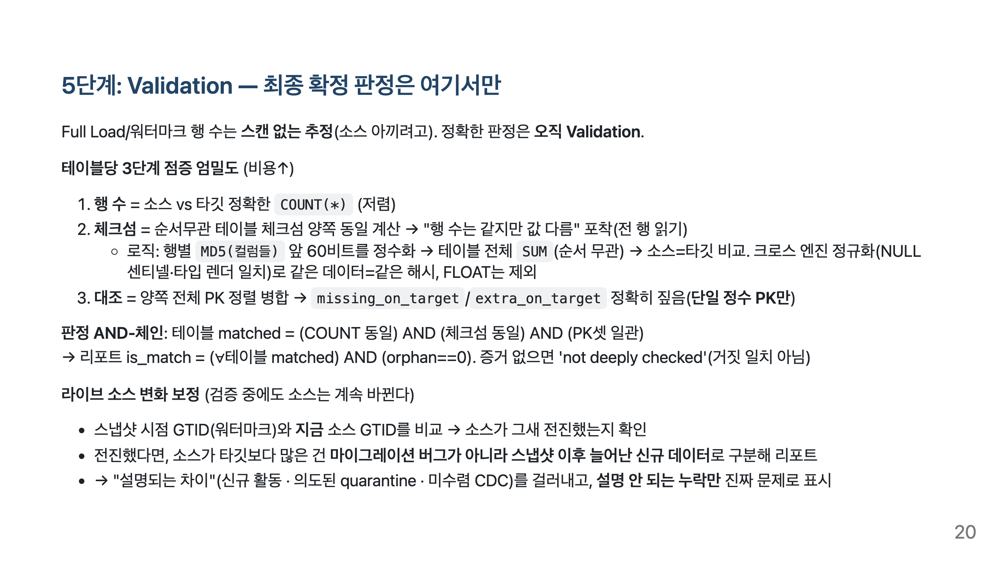 5단계: Validation — 최종 확정 판정은 여기서만
Full Load/워터마크 행 수는 스캔 없는 추정(소스 아끼려고). 정확한 판정은 오직 Validation.
테이블당 3단계 점증 엄밀도 (비용↑)
1. 행 수 = 소스 vs 타깃 정확한 COUNT(*) (저렴)
2. 체크섬 = 순서무관 테이블 체크섬 양쪽 동일 계산 → "행 수는 같지만 값 다름" 포착(전 행 읽기)
○ 로직: 행별 MD5(컬럼들) 앞 60비트를 정수화 → 테이블 전체 SUM(순서 무관) → 소스=타깃 비교. 크로스 엔진 정규화(NULL
센티넬·타입 렌더 일치)로 같은 데이터=같은 해시, FLOAT는 제외
3. 대조 = 양쪽 전체 PK 정렬 병합 → missing_on_target/extra_on_target 정확히 짚음(단일 정수 PK만)
판정 AND-체인: 테이블 matched = (COUNT 동일) AND (체크섬 동일) AND (PK셋 일관)
→ 리포트 is_match = (∀테이블 matched) AND (orphan==0). 증거 없으면 'not deeply checked'(거짓 일치 아님)
라이브 소스 변화 보정 (검증 중에도 소스는 계속 바뀐다)
• 스냅샷 시점 GTID(워터마크)와 지금 소스 GTID를 비교 → 소스가 그새 전진했는지 확인
• 전진했다면, 소스가 타깃보다 많은 건 마이그레이션 버그가 아니라 스냅샷 이후 늘어난 신규 데이터로 구분해 리포트
• → "설명되는 차이"(신규 활동 · 의도된 quarantine · 미수렴 CDC)를 걸러내고, 설명 안 되는 누락만 진짜 문제로 표시
20